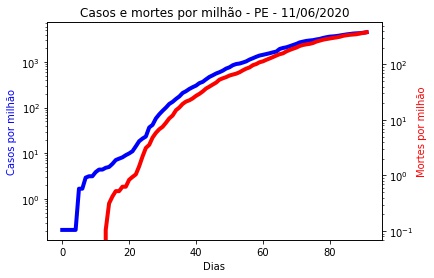 Casos e mortes por milhão - PE - 11/06/2020
Casos por milhão
10³
10²
10¹
10⁰
Mortes por milhão
10²
10¹
10⁰
10⁻¹
0 20 40 60 80
Dias